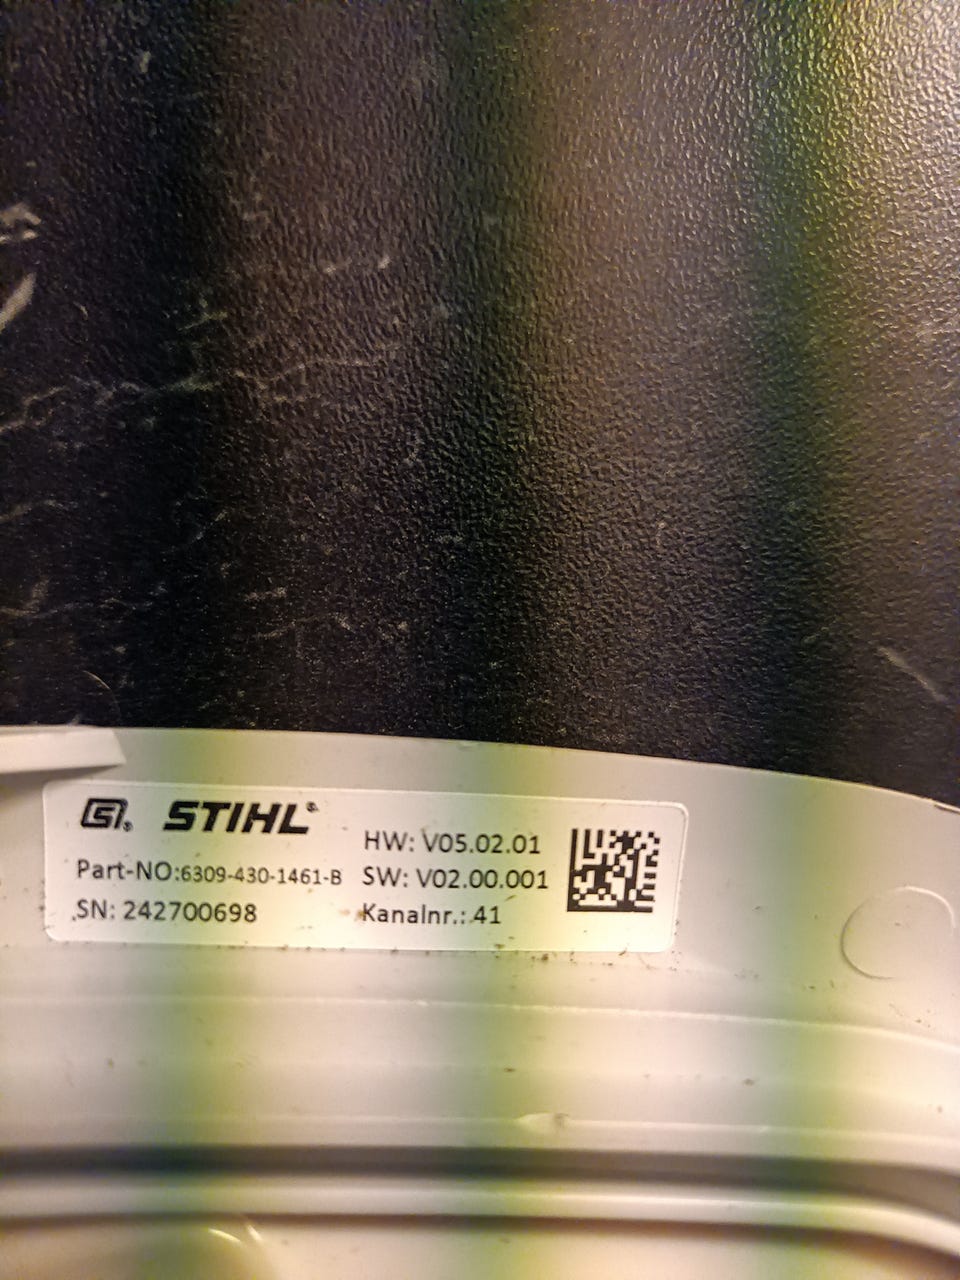 STIHL®
Part-NO:6309-430-1461-B
SN: 242700698
HW: V05.02.01
SW: V02.00.001
Kanalnr.: 41